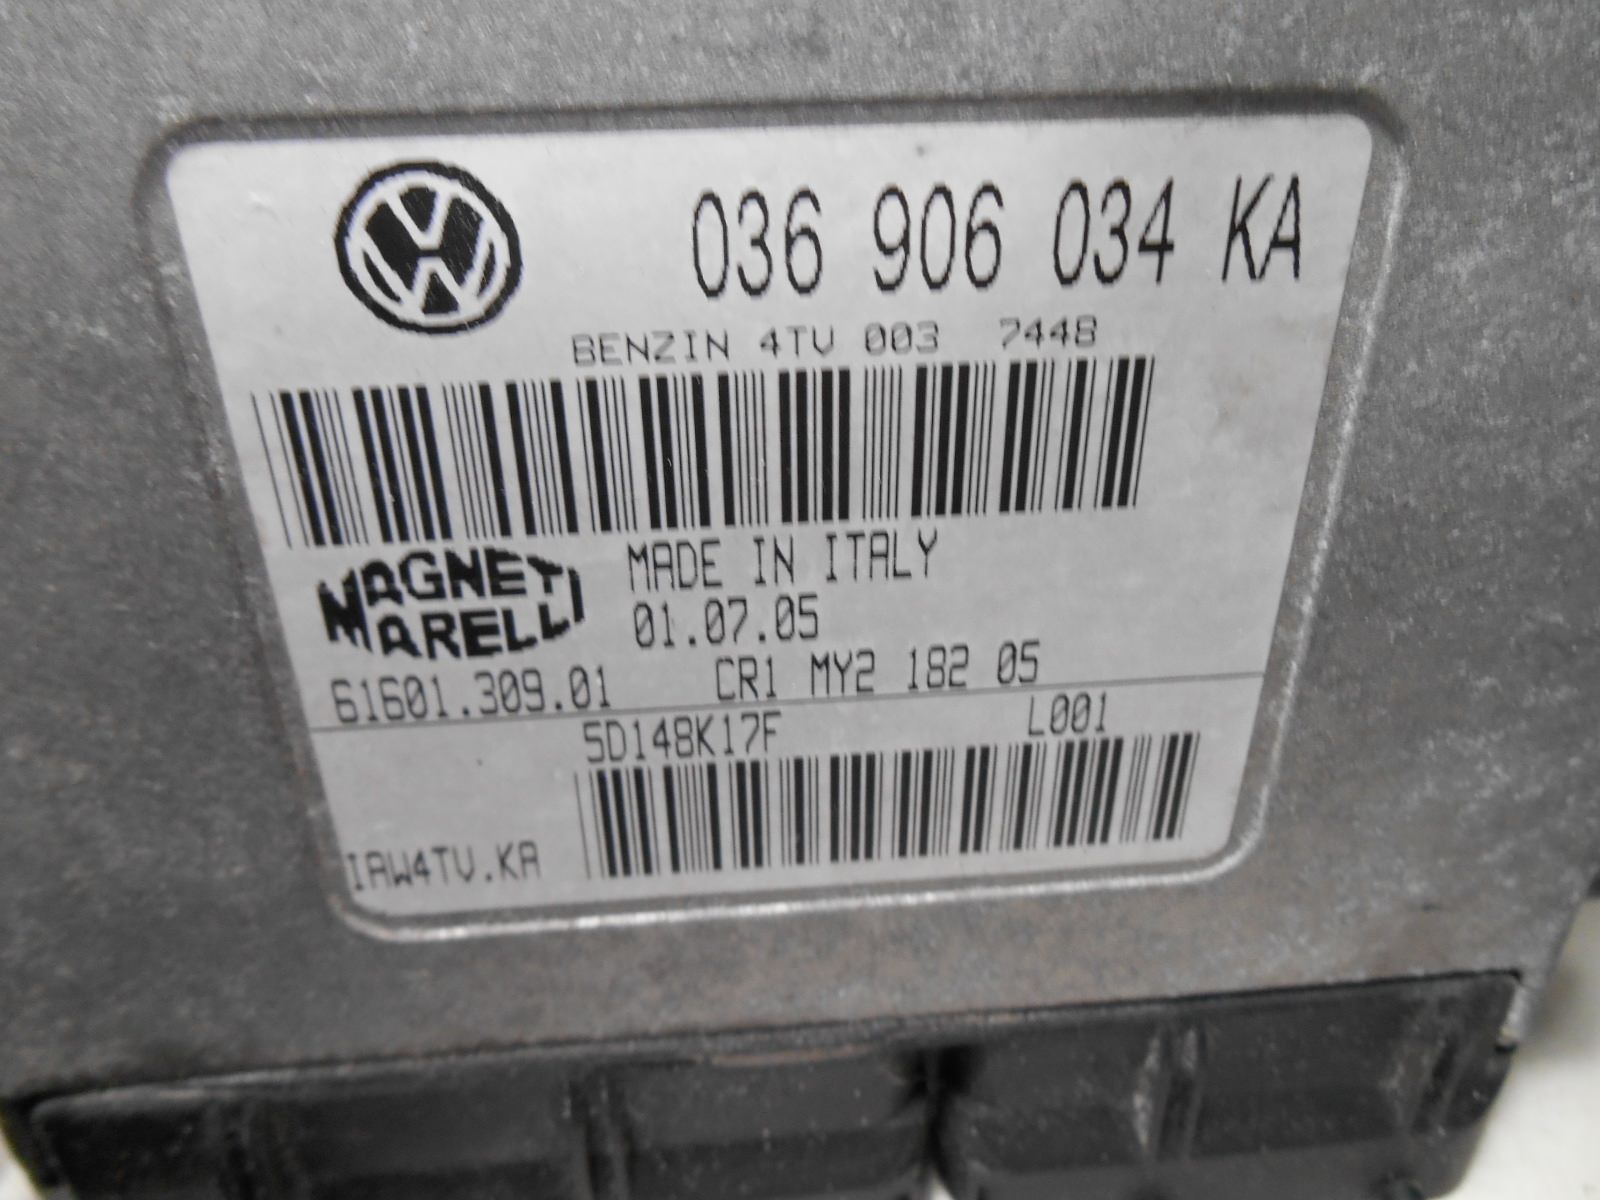 036 906 034 KA
BENZIN 4TV 003 7448
MAGNETI MARELLI
MADE IN ITALY
01.07.05
61601.309.01 CR1 MY2 182 05
5D148K17F L001
IAW4TV.KA